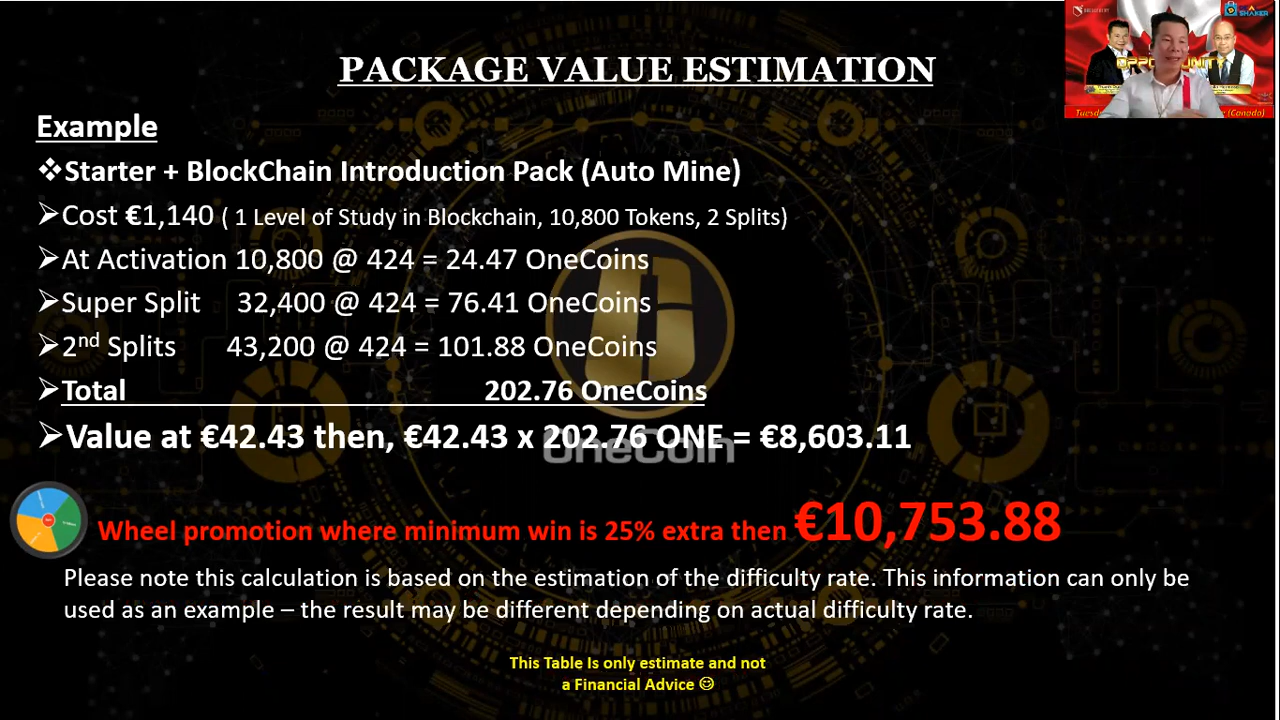 PACKAGE VALUE ESTIMATION
SHAKER
OPPORTUNITY
(Canada)
Example
❖Starter + BlockChain Introduction Pack (Auto Mine)
➢Cost €1,140 ( 1 Level of Study in Blockchain, 10,800 Tokens, 2 Splits)
➢At Activation 10,800 @ 424 = 24.47 OneCoins
➢Super Split 32,400 @ 424 = 76.41 OneCoins
➢2nd Splits 43,200 @ 424 = 101.88 OneCoins
➢Total 202.76 OneCoins
➢Value at €42.43 then, €42.43 x 202.76 ONE = €8,603.11
OneCoin
Wheel promotion where minimum win is 25% extra then €10,753.88
Please note this calculation is based on the estimation of the difficulty rate. This information can only be
used as an example – the result may be different depending on actual difficulty rate.
This Table Is only estimate and not
a Financial Advice ☺